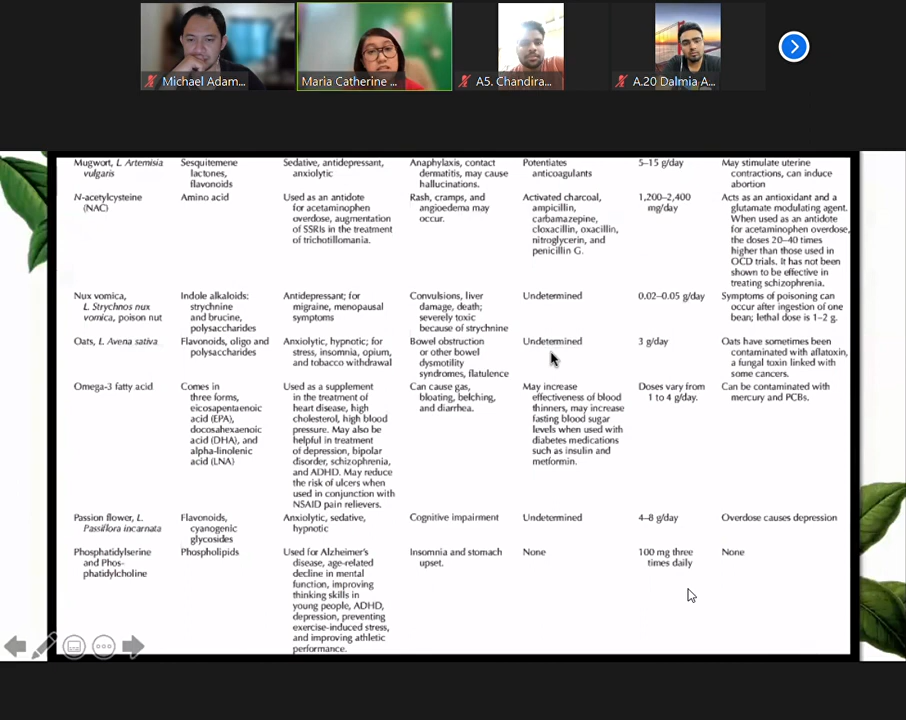 Michael Adam...
Maria Catherine ...
A5. Chandira...
A.20 Dalmia A...
Mugwort, L. Artemisia
vulgaris
Sesquitemene
lactones,
flavonoids
Sedative, antidepressant,
anxiolytic
Anaphylaxis, contact
dermatitis, may cause
hallucinations.
Potentiates
anticoagulants
5–15 g/day
May stimulate uterine
contractions, can induce
abortion
N-acetylcysteine
(NAC)
Amino acid
Used as an antidote
for acetaminophen
overdose, augmentation
of SSRIs in the treatment
of trichotillomania.
Rash, cramps, and
angioedema may
occur.
Activated charcoal,
ampicillin,
carbamazepine,
cloxacillin, oxacillin,
nitroglycerin, and
penicillin G.
1,200–2,400
mg/day
Acts as an antioxidant and a
glutamate modulating agent.
When used as an antidote
for acetaminophen overdose,
the doses 20–40 times
higher than those used in
OCD trials. It has not been
shown to be effective in
treating schizophrenia.
Nux vomica,
L. Strychnos nux
vomica, poison nut
Indole alkaloids:
strychnine
and brucine,
polysaccharides
Antidepressant; for
migraine, menopausal
symptoms
Convulsions, liver
damage, death;
severely toxic
because of strychnine
Undetermined
0.02–0.05 g/day
Symptoms of poisoning can
occur after ingestion of one
bean; lethal dose is 1–2 g.
Oats, L. Avena sativa
Flavonoids, oligo and
polysaccharides
Anxiolytic, hypnotic; for
stress, insomnia, opium,
and tobacco withdrawal
Bowel obstruction
or other bowel
dysmotility
syndromes, flatulence
Undetermined
3 g/day
Oats have sometimes been
contaminated with aflatoxin,
a fungal toxin linked with
some cancers.
Omega-3 fatty acid
Comes in
three forms,
eicosapentaenoic
acid (EPA),
docosahexaenoic
acid (DHA), and
alpha-linolenic
acid (LNA)
Used as a supplement
in the treatment of
heart disease, high
cholesterol, high blood
pressure. May also be
helpful in treatment
of depression, bipolar
disorder, schizophrenia,
and ADHD. May reduce
the risk of ulcers when
used in conjunction with
NSAID pain relievers.
Can cause gas,
bloating, belching,
and diarrhea.
May increase
effectiveness of blood
thinners, may increase
fasting blood sugar
levels when used with
diabetes medications
such as insulin and
metformin.
Doses vary from
1 to 4 g/day.
Can be contaminated with
mercury and PCBs.
Passion flower, L.
Passiflora incarnata
Flavonoids,
cyanogenic
glycosides
Anxiolytic, sedative,
hypnotic
Cognitive impairment
Undetermined
4–8 g/day
Overdose causes depression
Phosphatidylserine
and Phos-
phatidylcholine
Phospholipids
Used for Alzheimer's
disease, age-related
decline in mental
function, improving
thinking skills in
young people, ADHD,
depression, preventing
exercise-induced stress,
and improving athletic
performance.
Insomnia and stomach
upset.
None
100 mg three
times daily
None